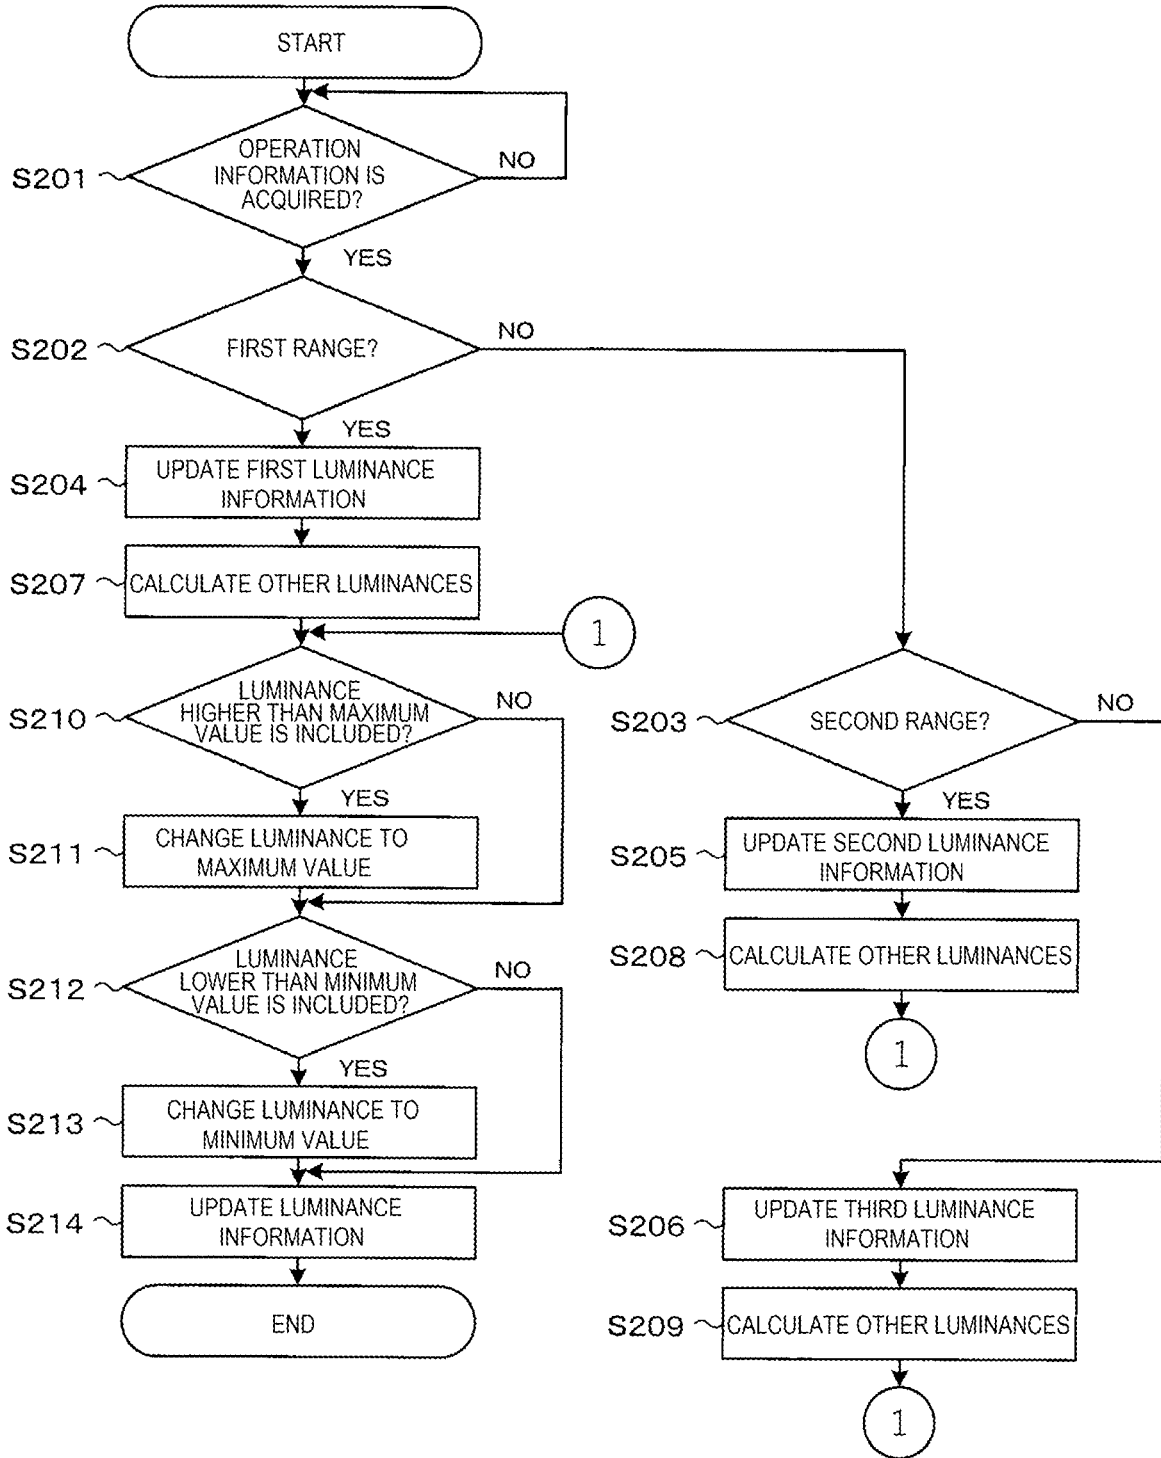 START
OPERATION
INFORMATION IS
ACQUIRED?
NO
S201
YES
FIRST RANGE?
NO
S202
YES
UPDATE FIRST LUMINANCE
INFORMATION
S204
CALCULATE OTHER LUMINANCES
S207
1
LUMINANCE
HIGHER THAN MAXIMUM
VALUE IS INCLUDED?
NO
S210
YES
CHANGE LUMINANCE TO
MAXIMUM VALUE
S211
LUMINANCE
LOWER THAN MINIMUM
VALUE IS INCLUDED?
NO
S212
YES
CHANGE LUMINANCE TO
MINIMUM VALUE
S213
UPDATE LUMINANCE
INFORMATION
S214
END
SECOND RANGE?
NO
S203
YES
UPDATE SECOND LUMINANCE
INFORMATION
S205
CALCULATE OTHER LUMINANCES
S208
1
UPDATE THIRD LUMINANCE
INFORMATION
S206
CALCULATE OTHER LUMINANCES
S209
1